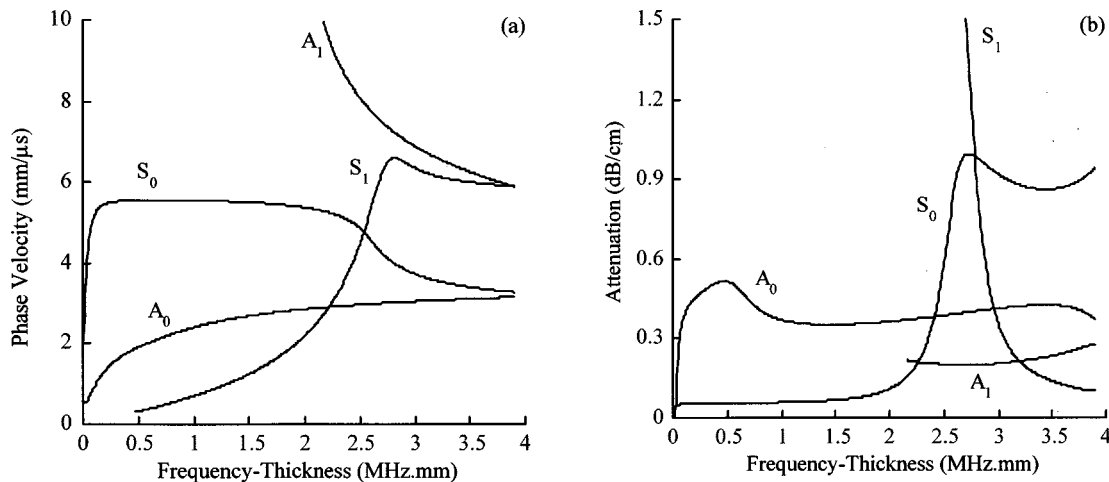 (a)
10
8
6
4
2
0
Phase Velocity (mm/μs)
A1
S0
S1
A0
0 0.5 1 1.5 2 2.5 3 3.5 4
Frequency-Thickness (MHz.mm)
(b)
1.5
1.2
0.9
0.6
0.3
0
Attenuation (dB/cm)
S1
S0
A0
A1
0 0.5 1 1.5 2 2.5 3 3.5 4
Frequency-Thickness (MHz.mm)